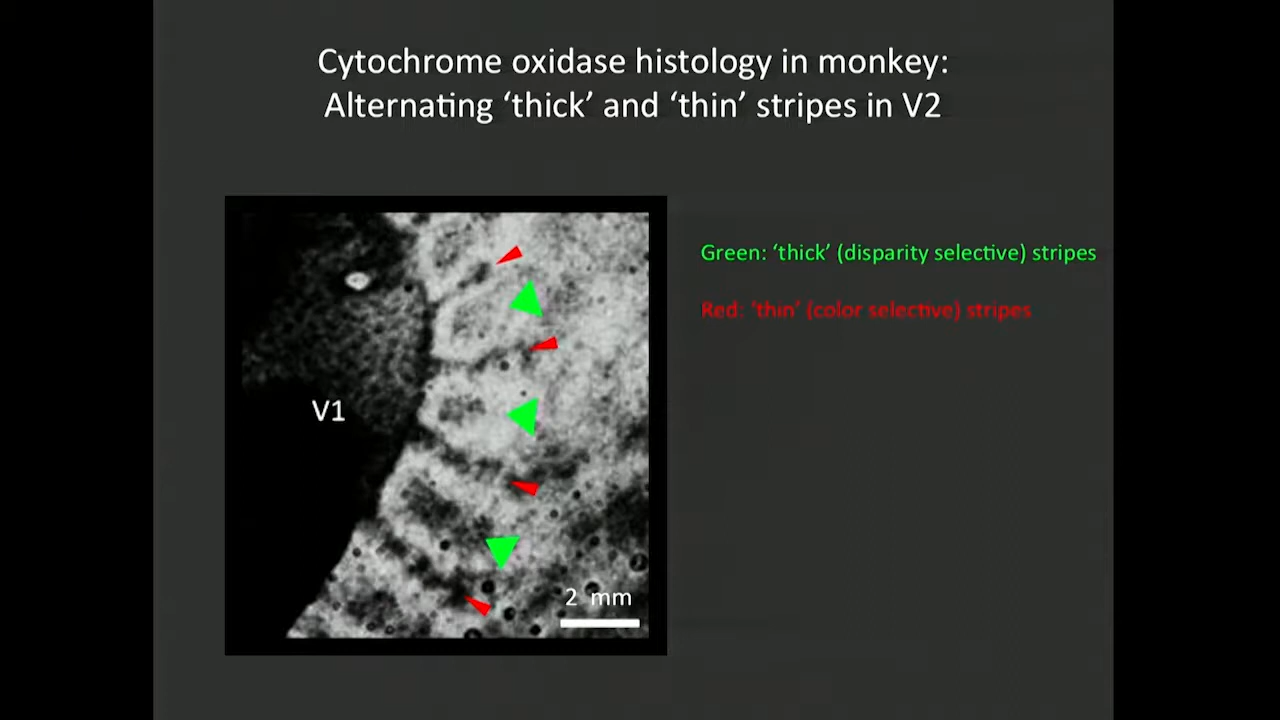 Cytochrome oxidase histology in monkey:
Alternating ‘thick’ and ‘thin’ stripes in V2
Green: ‘thick’ (disparity selective) stripes
Red: ‘thin’ (color selective) stripes
V1
2 mm